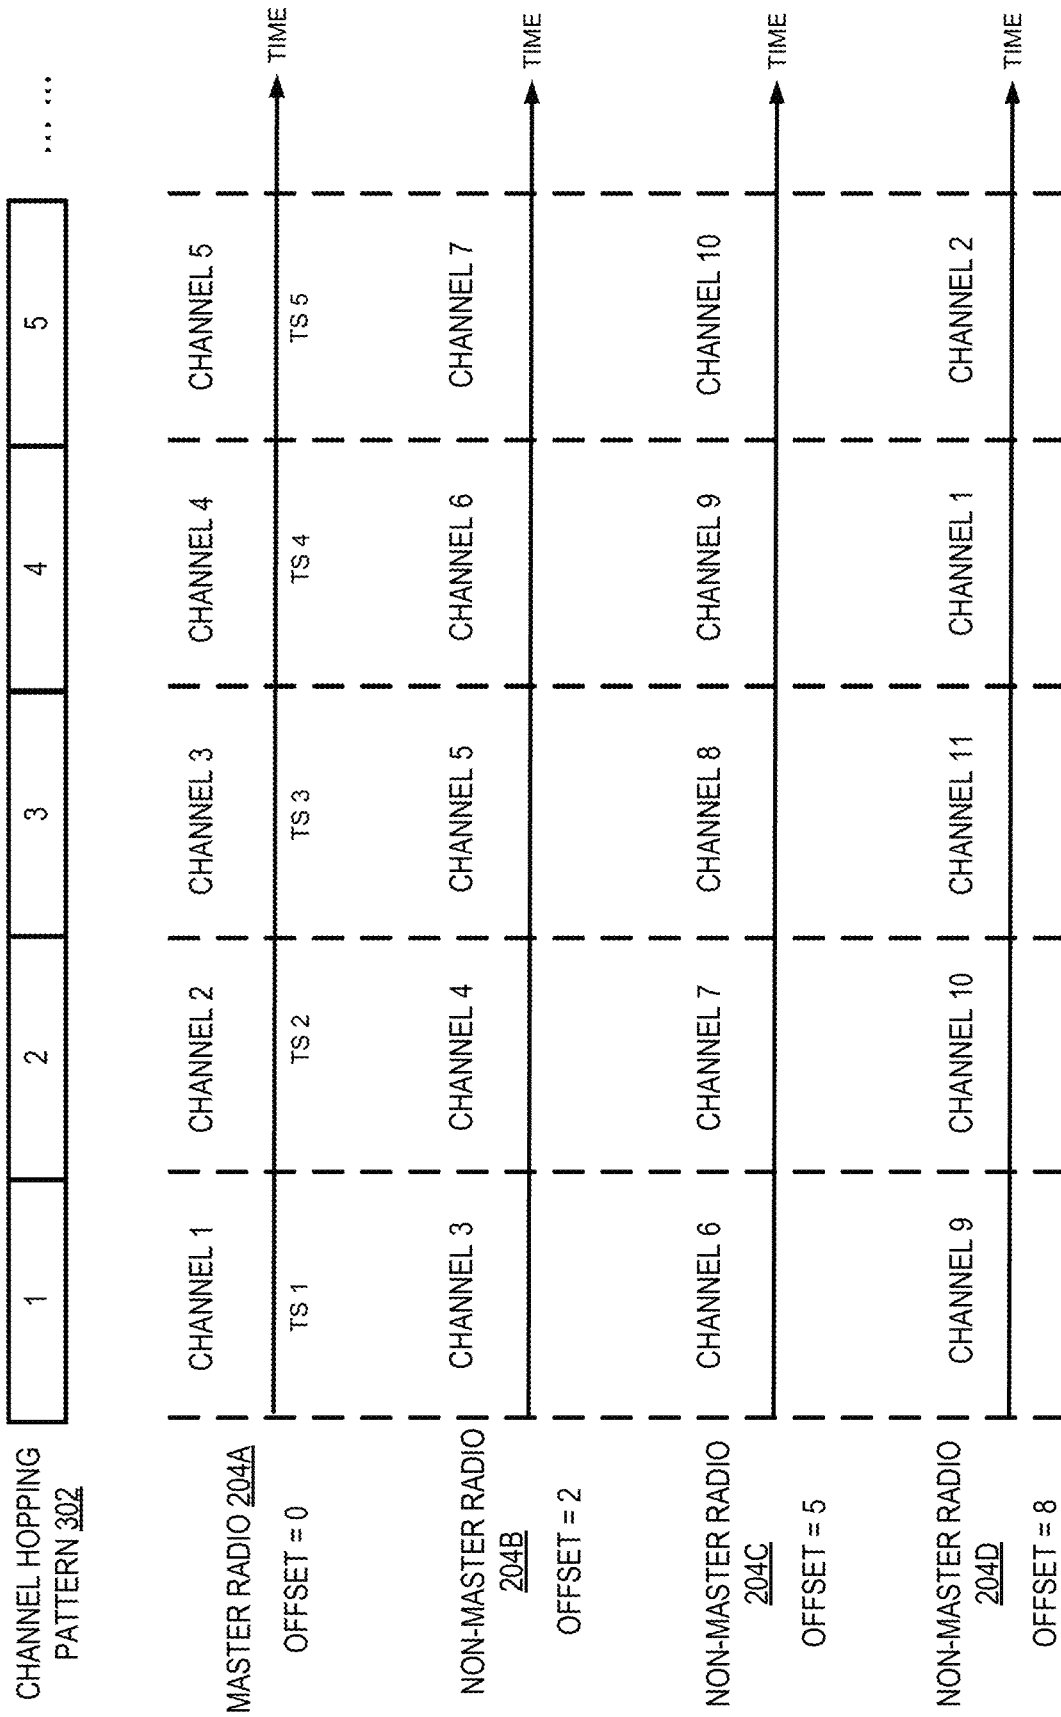 CHANNEL HOPPING
PATTERN 302
1 2 3 4 5 ... ...
MASTER RADIO 204A
OFFSET = 0
CHANNEL 1 CHANNEL 2 CHANNEL 3 CHANNEL 4 CHANNEL 5
TIME
TS 1 TS 2 TS 3 TS 4 TS 5
NON-MASTER RADIO
204B
OFFSET = 2
CHANNEL 3 CHANNEL 4 CHANNEL 5 CHANNEL 6 CHANNEL 7
TIME
NON-MASTER RADIO
204C
OFFSET = 5
CHANNEL 6 CHANNEL 7 CHANNEL 8 CHANNEL 9 CHANNEL 10
TIME
NON-MASTER RADIO
204D
OFFSET = 8
CHANNEL 9 CHANNEL 10 CHANNEL 11 CHANNEL 1 CHANNEL 2
TIME